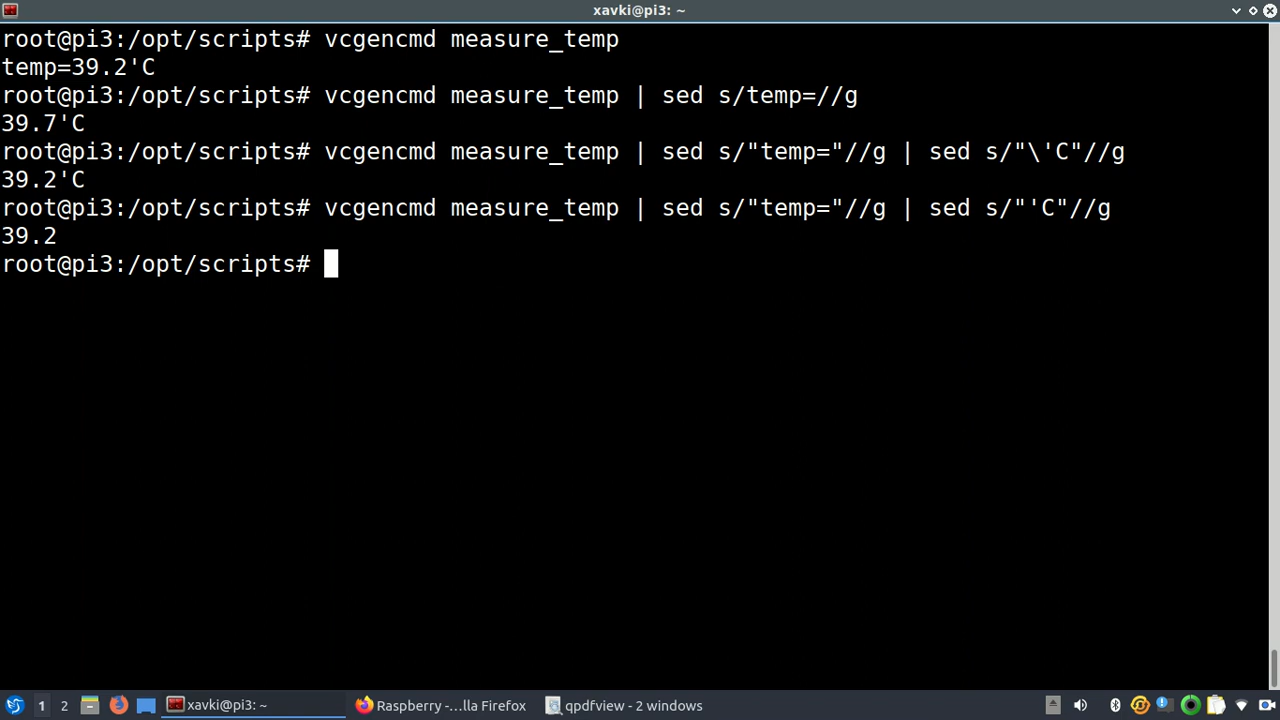 xavki@pi3: ~
root@pi3:/opt/scripts# vcgencmd measure_temp
temp=39.2'C
root@pi3:/opt/scripts# vcgencmd measure_temp | sed s/temp=//g
39.7'C
root@pi3:/opt/scripts# vcgencmd measure_temp | sed s/"temp="//g | sed s/"\'C"//g
39.2'C
root@pi3:/opt/scripts# vcgencmd measure_temp | sed s/"temp="//g | sed s/"'C"//g
39.2
root@pi3:/opt/scripts#
1 2 xavki@pi3: ~ Raspberry -...lla Firefox qpdfview - 2 windows